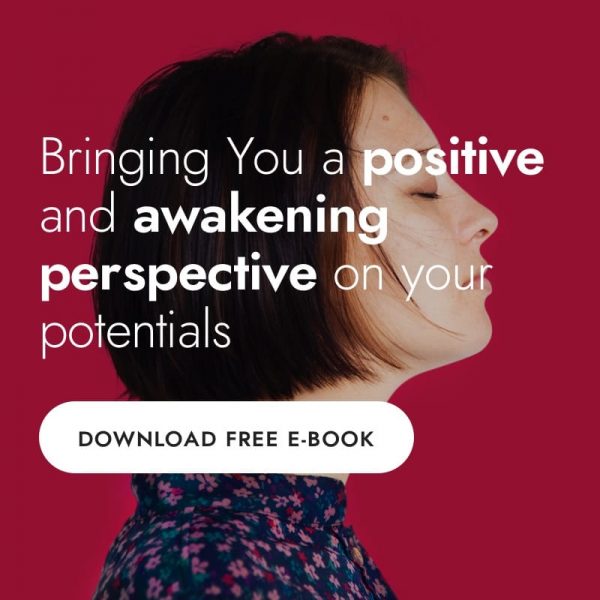 Bringing You a positive
and awakening
perspective on your
potentials
DOWNLOAD FREE E-BOOK